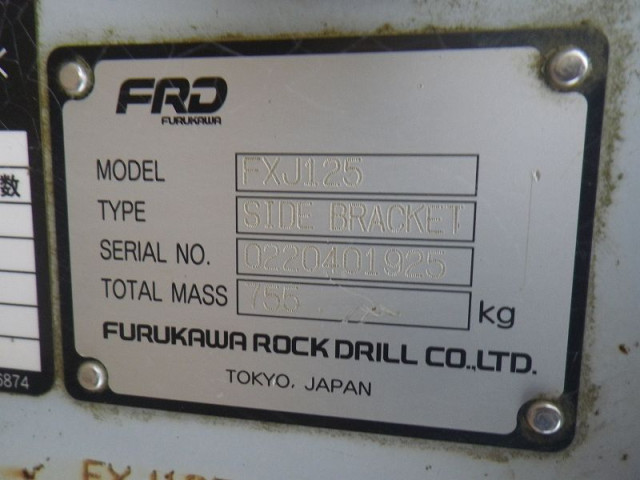 FRD
FURUKAWA
MODEL FXJ125
TYPE SIDE BRACKET
SERIAL NO. 0220401925
TOTAL MASS 755 kg
FURUKAWA ROCK DRILL CO.,LTD.
TOKYO, JAPAN
数
5874